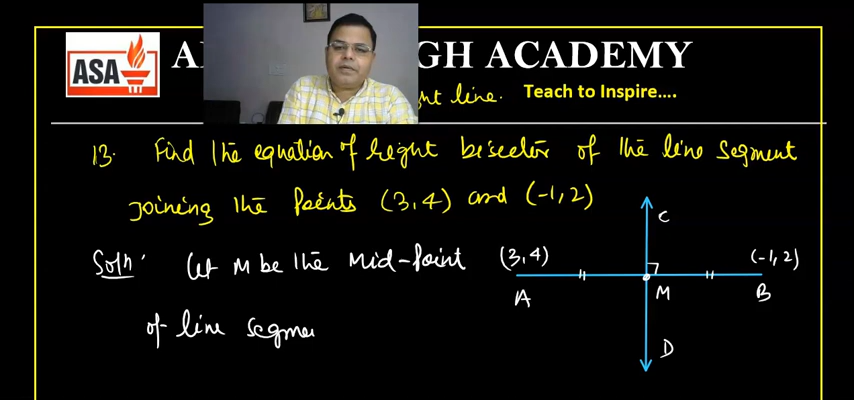 ASA
GH ACADEMY
ght line. Teach to Inspire....
13. Find the equation of right bisector of the line segment
joining the points (3,4) and (-1,2)
Soln. Let M be the Mid-Point
of line segme
(3,4) (-1,2)
C
A M B
D